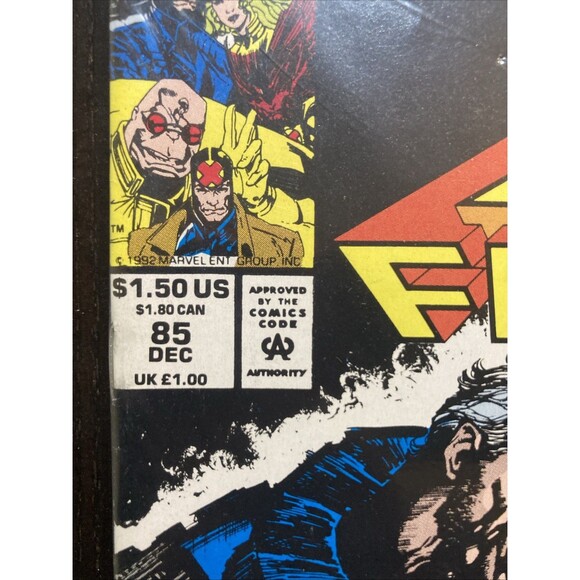 TM
© 1992 MARVEL ENT GROUP, INC
$1.50 US
$1.80 CAN
85
DEC
UK £1.00
APPROVED
BY THE
COMICS
CODE
CA
AUTHORITY
F